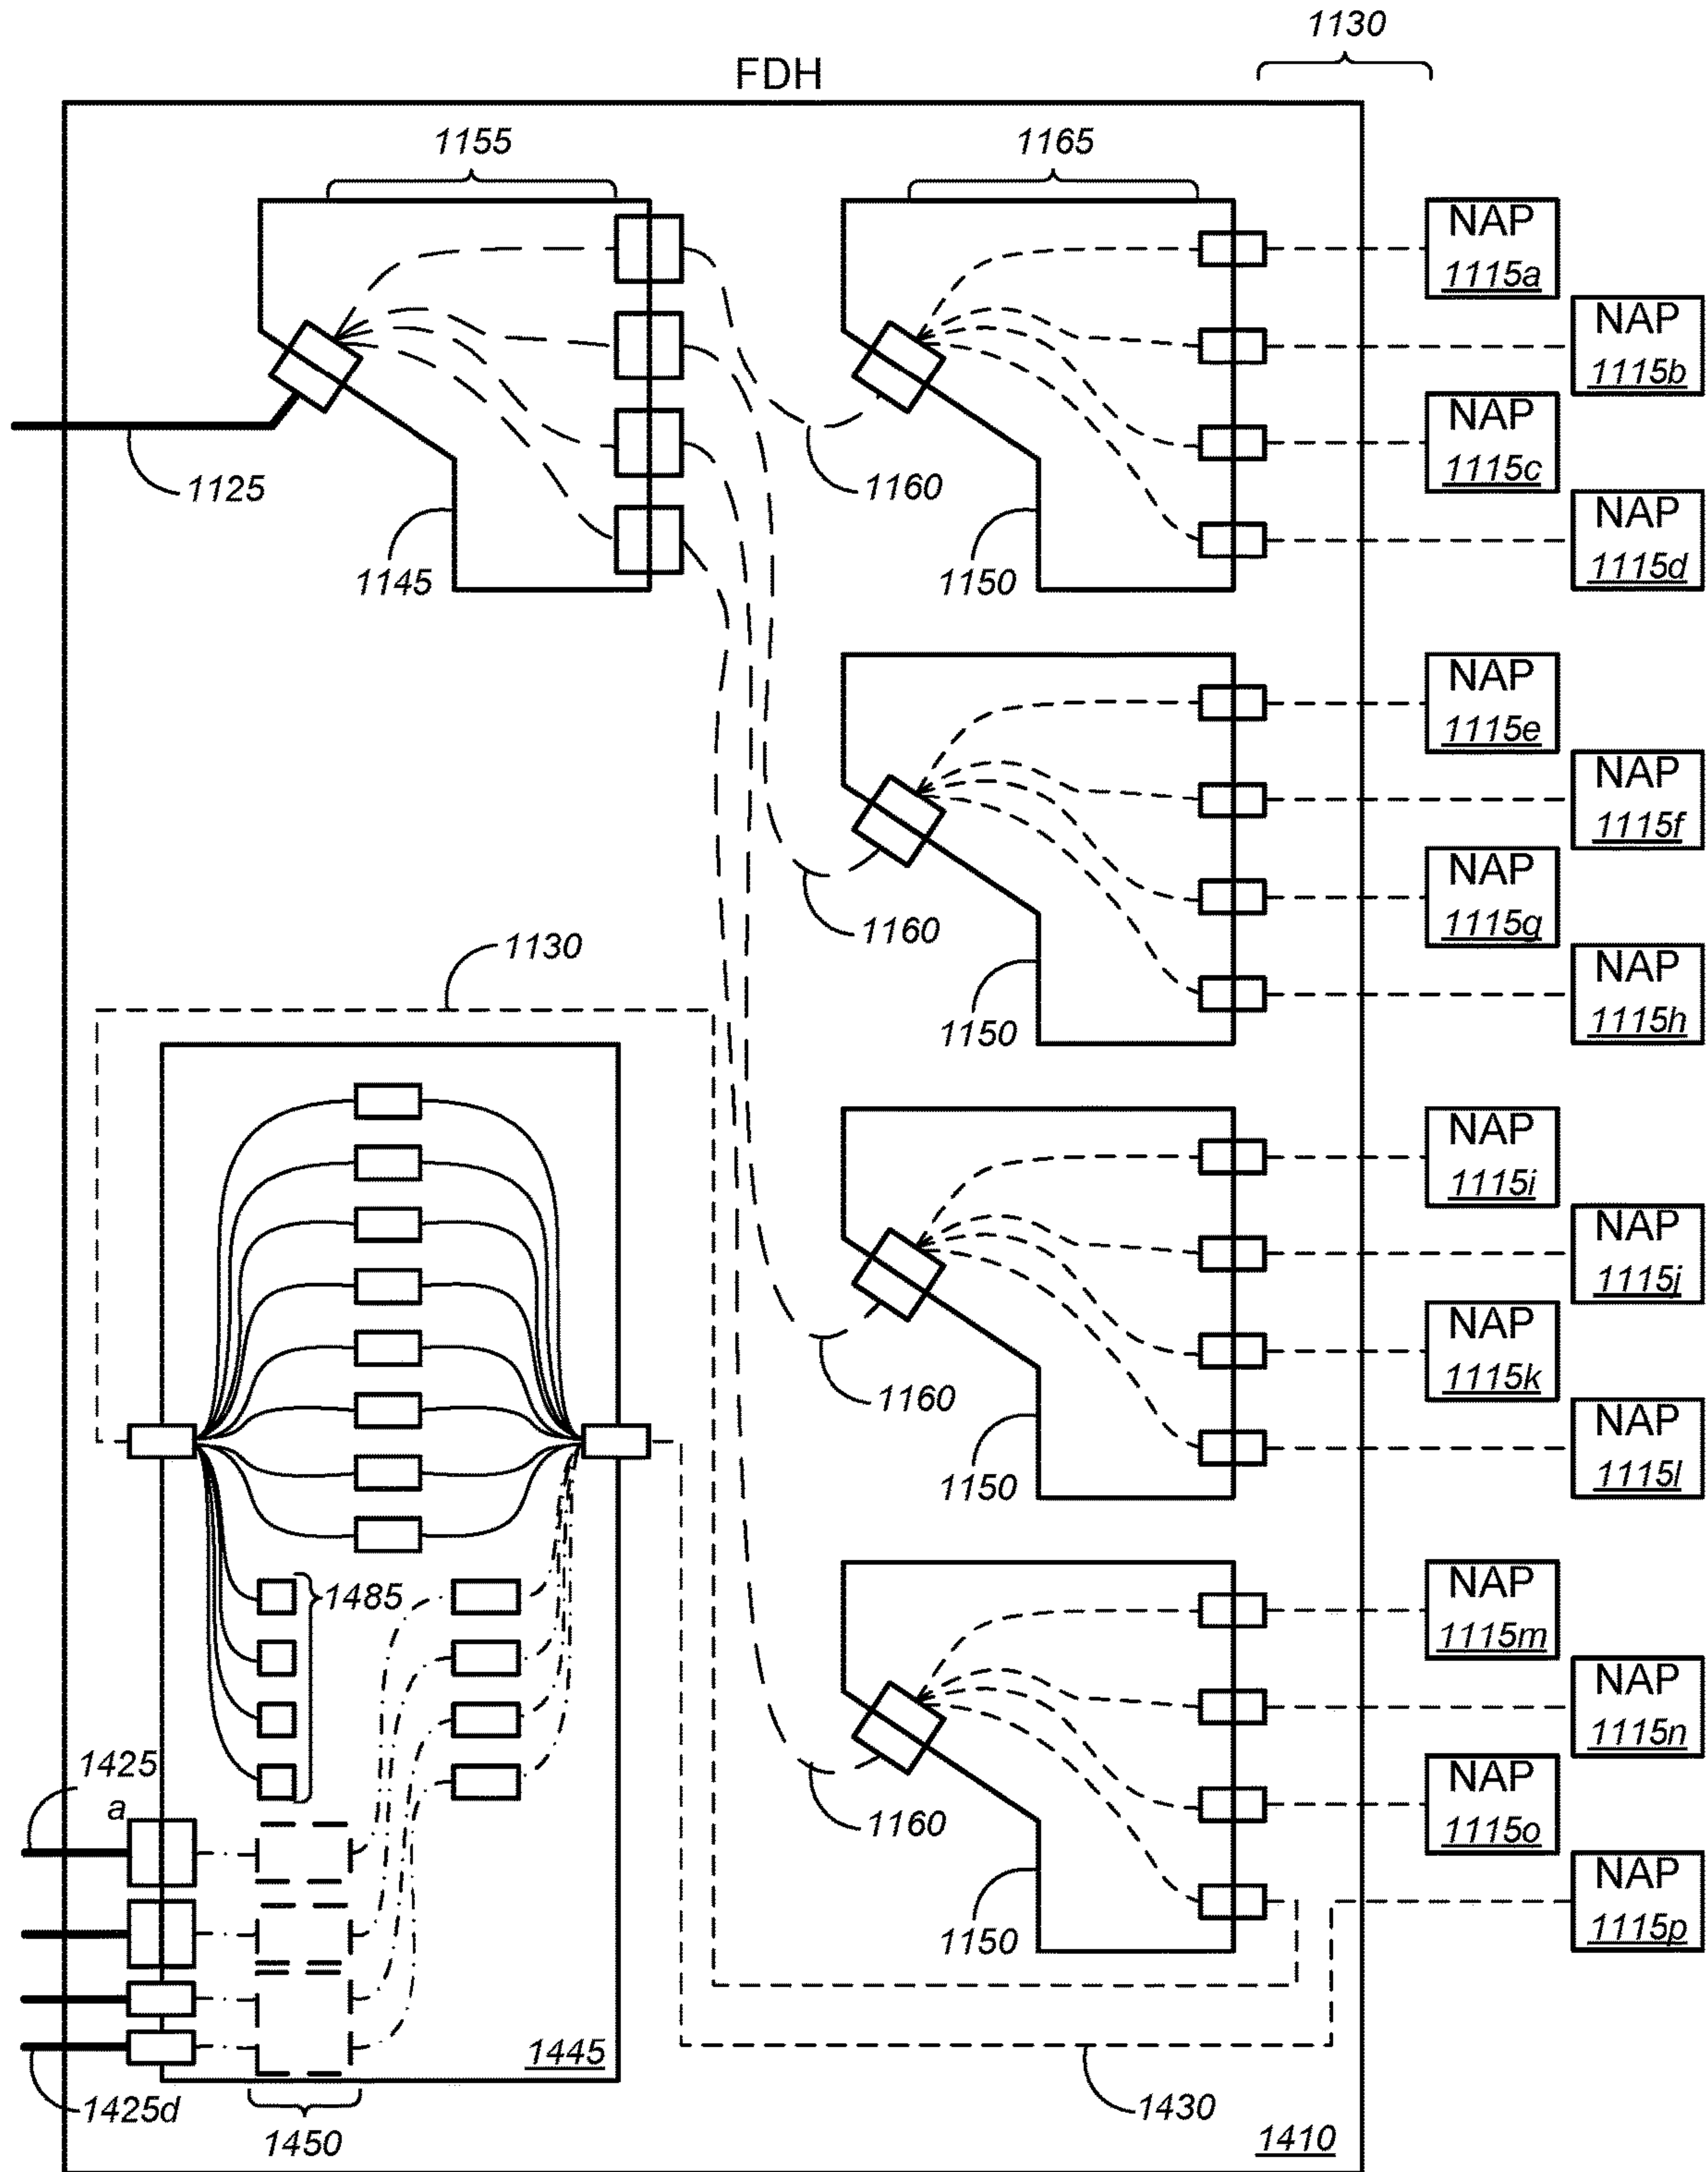 1130
FDH
1155
1165
NAP
1115a
NAP
1115b
NAP
1115c
NAP
1115d
1125
1160
1145
1150
NAP
1115e
NAP
1115f
NAP
1115g
NAP
1115h
1160
1130
1150
NAP
1115i
NAP
1115j
NAP
1115k
NAP
1115l
1160
1150
1485
NAP
1115m
NAP
1115n
NAP
1115o
NAP
1115p
1425
a
1160
1150
1445
1425d
1450
1430
1410